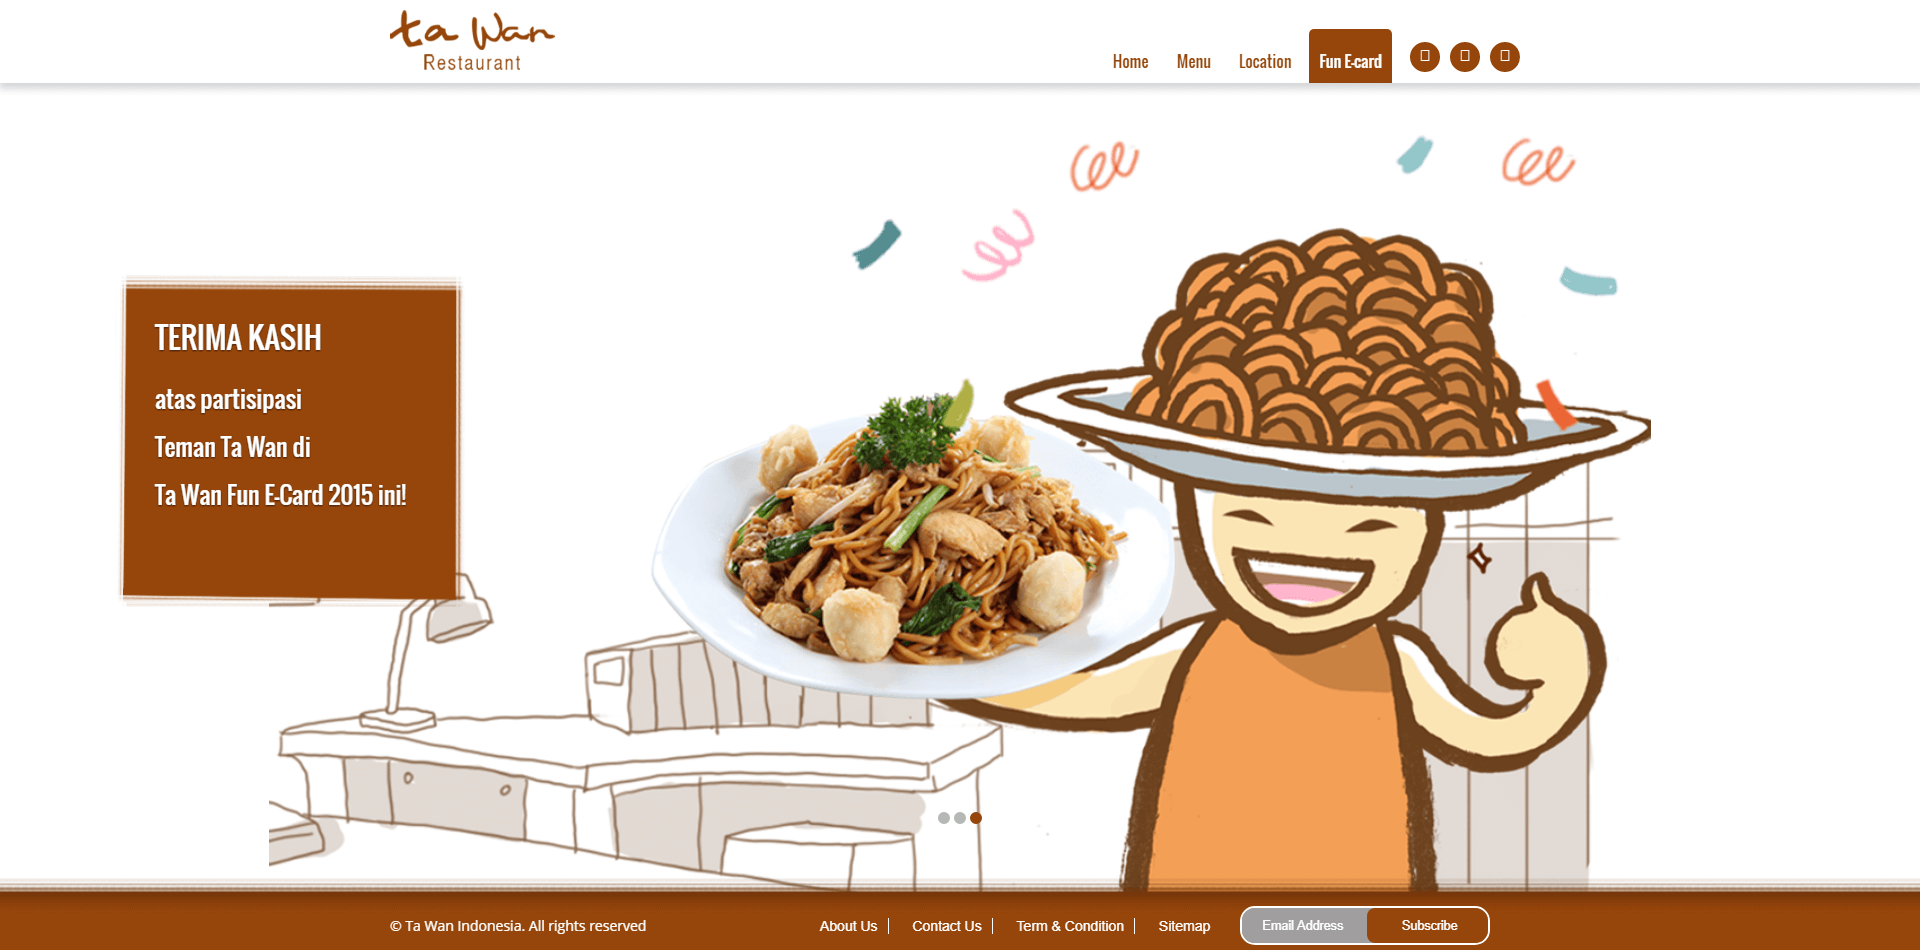 ta Wan
Restaurant
Home
Menu
Location
Fun E-card
TERIMA KASIH
atas partisipasi
Teman Ta Wan di
Ta Wan Fun E-Card 2015 ini!
© Ta Wan Indonesia. All rights reserved
About Us
Contact Us
Term & Condition
Sitemap
Email Address
Subscribe